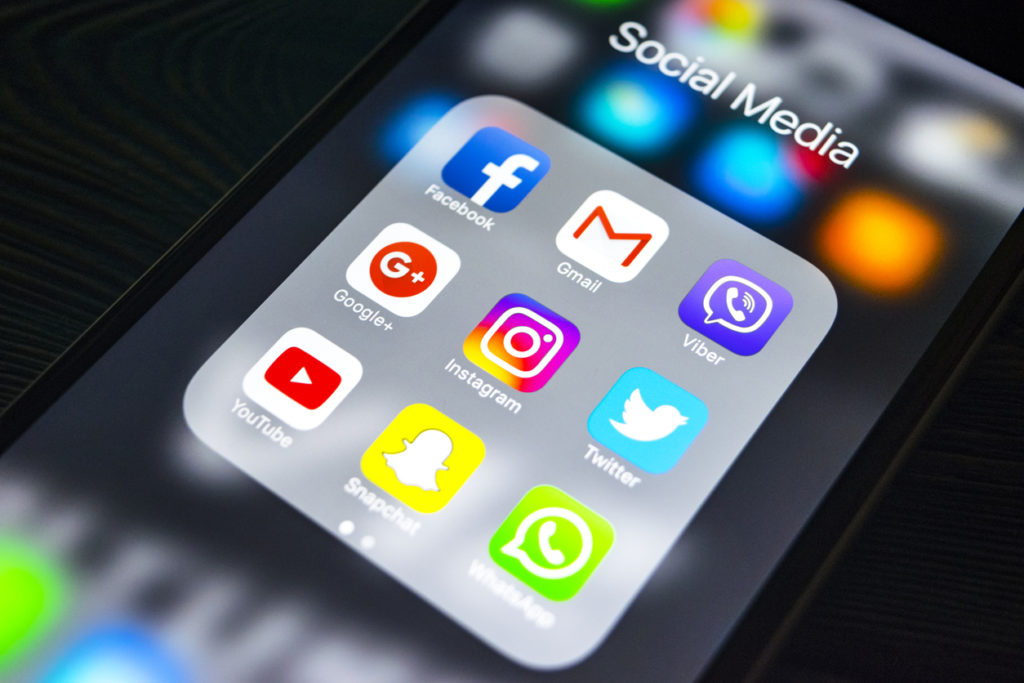 Social Media
Facebook
Gmail
Viber
G+
Google+
Instagram
Twitter
YouTube
Snapchat
WhatsApp